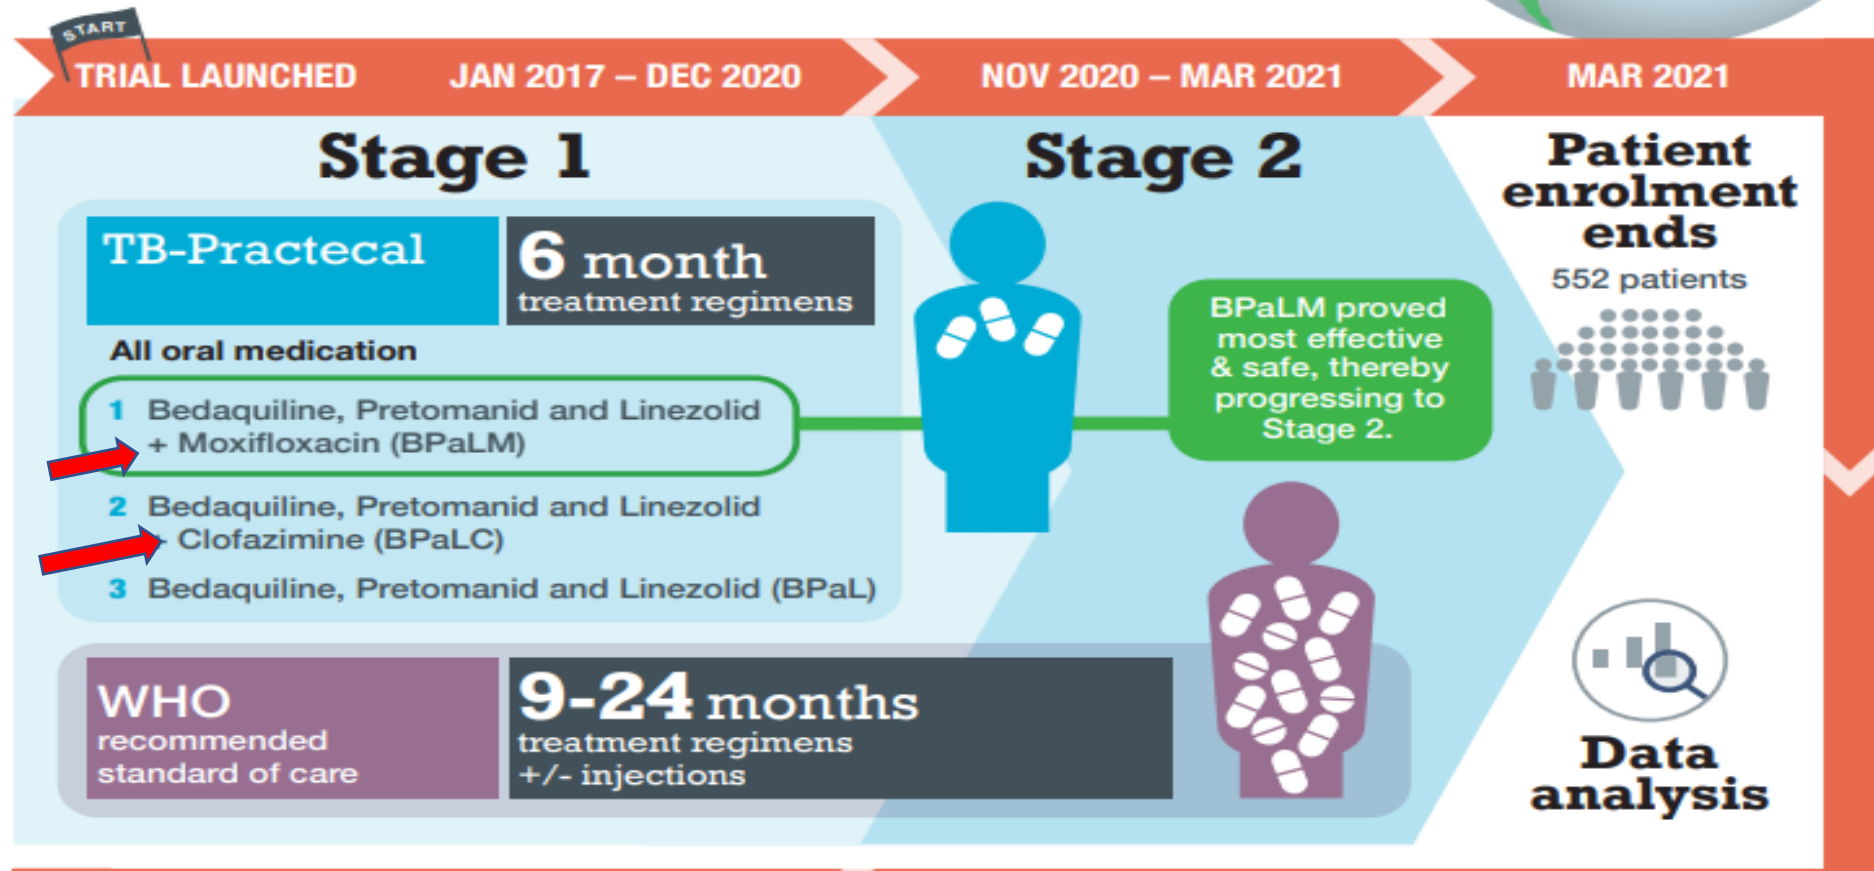 START
TRIAL LAUNCHED
JAN 2017 – DEC 2020
NOV 2020 – MAR 2021
MAR 2021
Stage 1
TB-Practecal
6 month
treatment regimens
All oral medication
1 Bedaquiline, Pretomanid and Linezolid
+ Moxifloxacin (BPaLM)
2 Bedaquiline, Pretomanid and Linezolid
+ Clofazimine (BPaLC)
3 Bedaquiline, Pretomanid and Linezolid (BPaL)
WHO
recommended
standard of care
9-24 months
treatment regimens
+/- injections
Stage 2
BPaLM proved
most effective
& safe, thereby
progressing to
Stage 2.
Patient
enrolment
ends
552 patients
Data
analysis